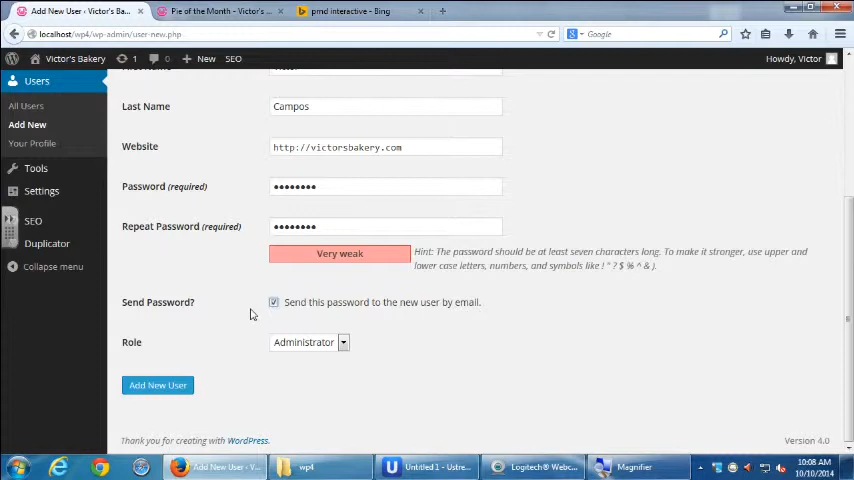 Add New User ‹ Victor's Ba...
Pie of the Month - Victor's ...
pmd interactive - Bing
localhost/wp4/wp-admin/user-new.php
Google
Victor's Bakery
1
0
New
SEO
Howdy, Victor
Users
All Users
Add New
Your Profile
Tools
Settings
SEO
Duplicator
Collapse menu
Last Name
Campos
Website
http://victorsbakery.com
Password (required)
••••••••
Repeat Password (required)
••••••••
Very weak
Hint: The password should be at least seven characters long. To make it stronger, use upper and
lower case letters, numbers, and symbols like ! " ? $ % ^ & ).
Send Password?
Send this password to the new user by email.
Role
Administrator
Add New User
Thank you for creating with WordPress.
Version 4.0
Add New User ‹ V...
wp4
Untitled 1 - Ustre...
Logitech® Webc...
Magnifier
10:08 AM
10/10/2014